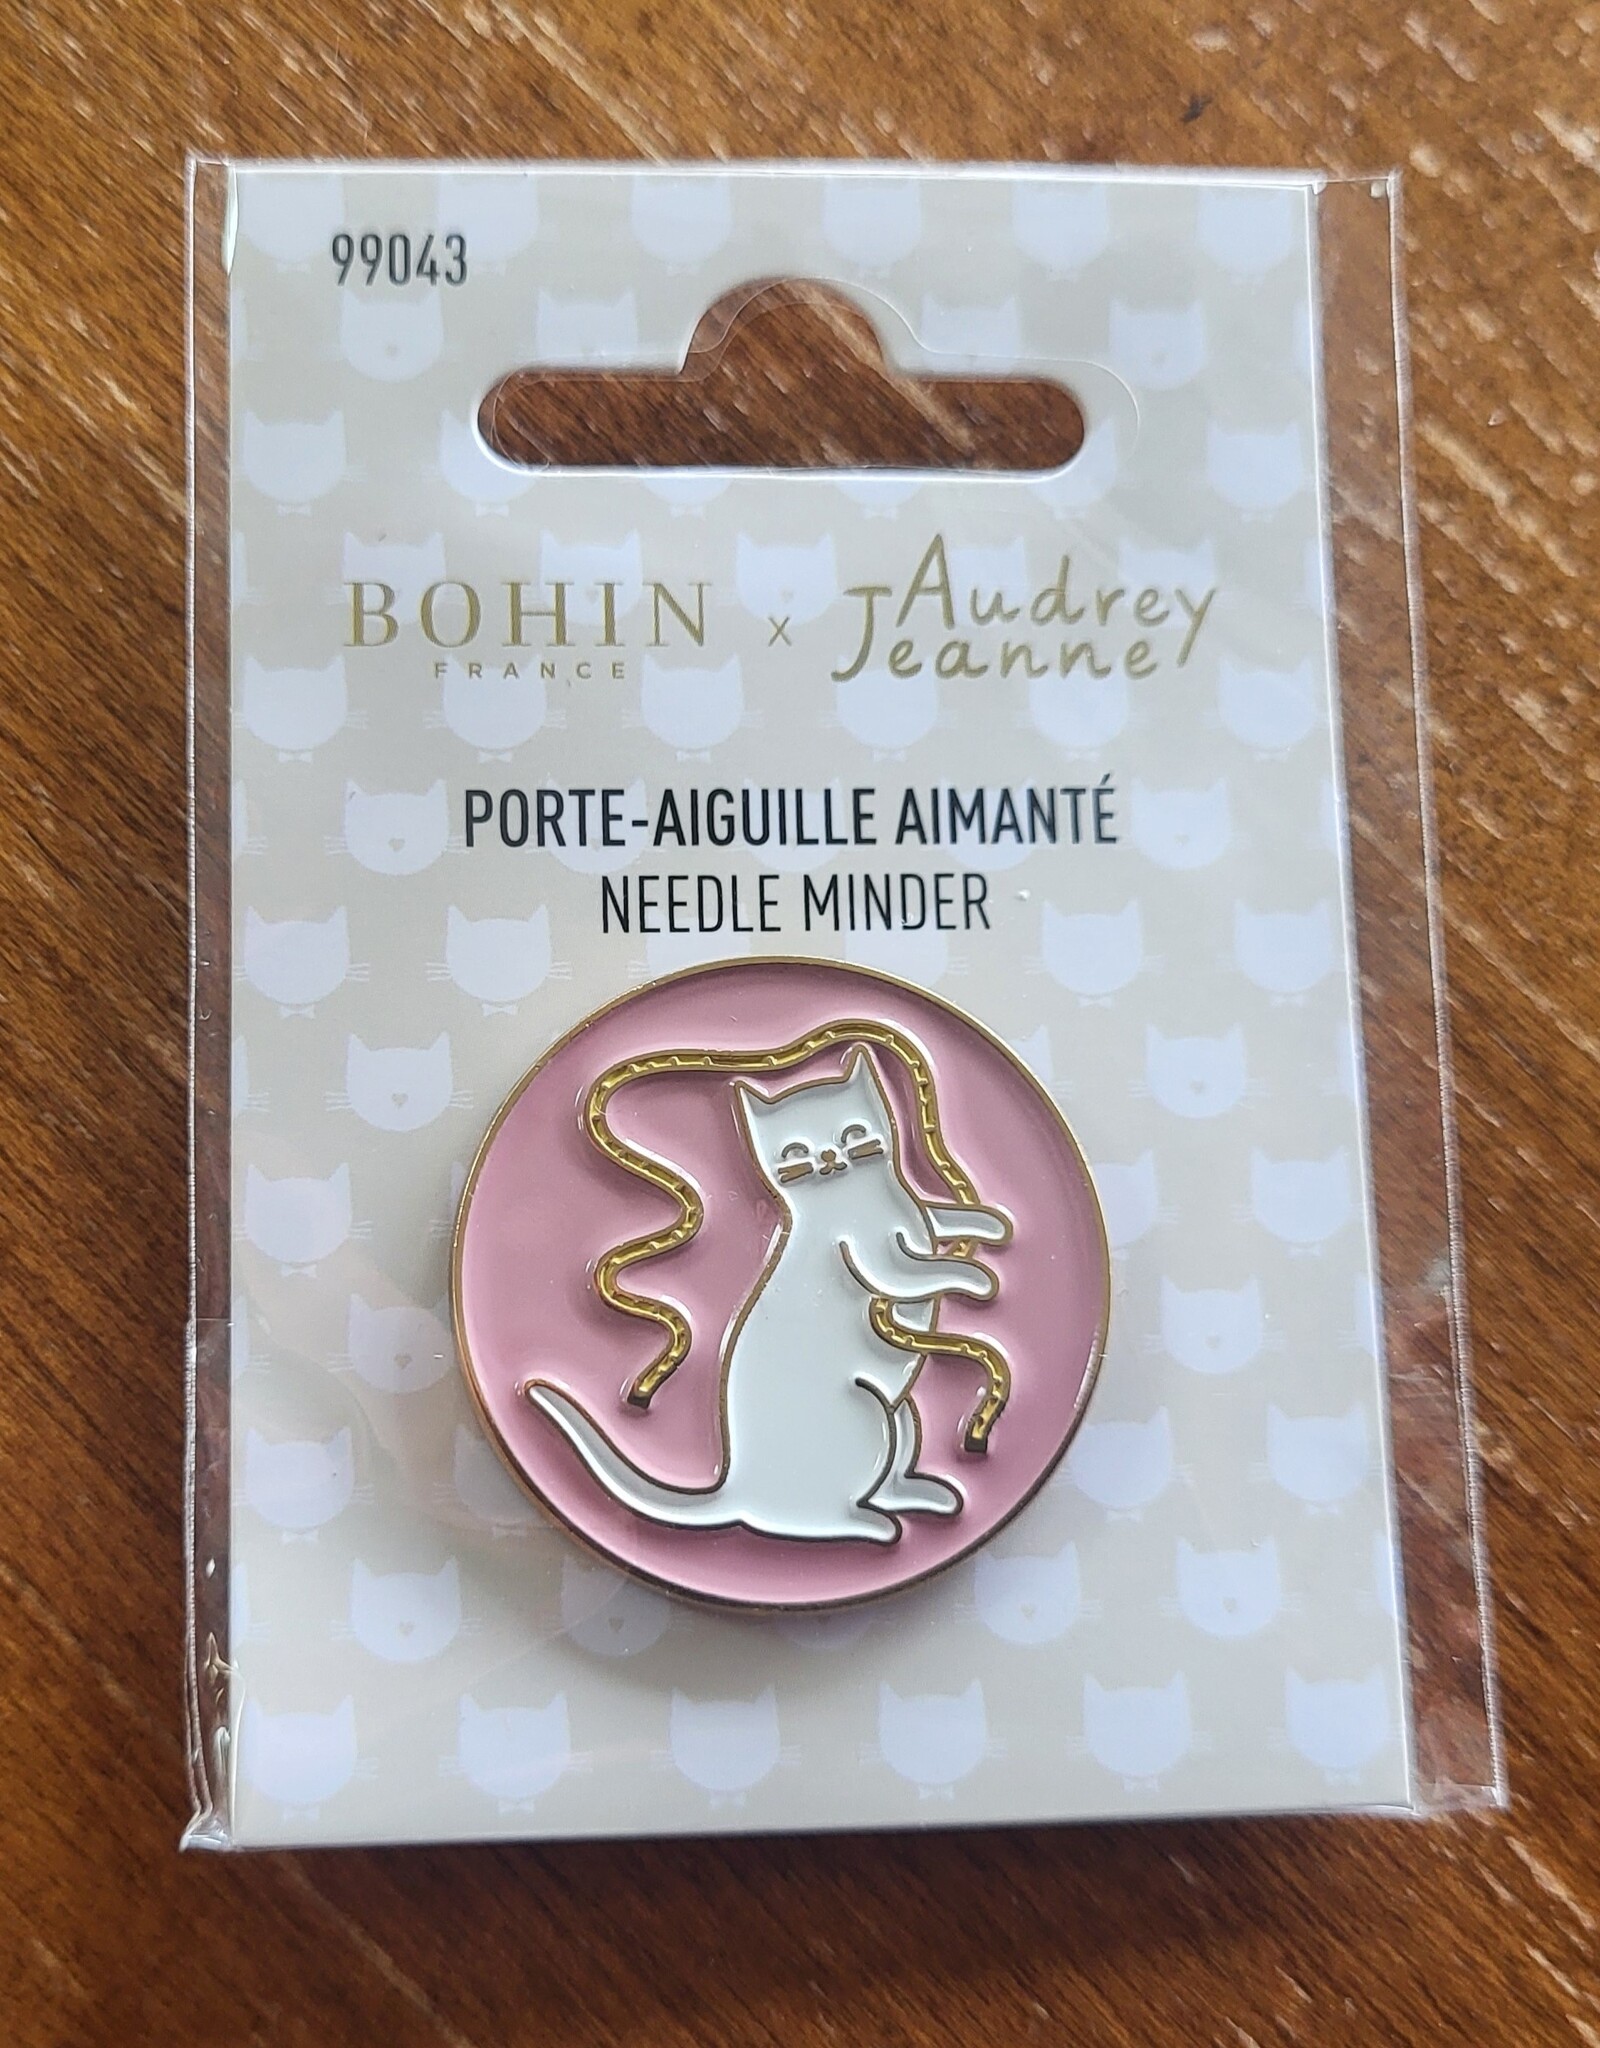 99043
BOHIN x Audrey Jeanne
FRANCE
PORTE-AIGUILLE AIMANTÉ
NEEDLE MINDER